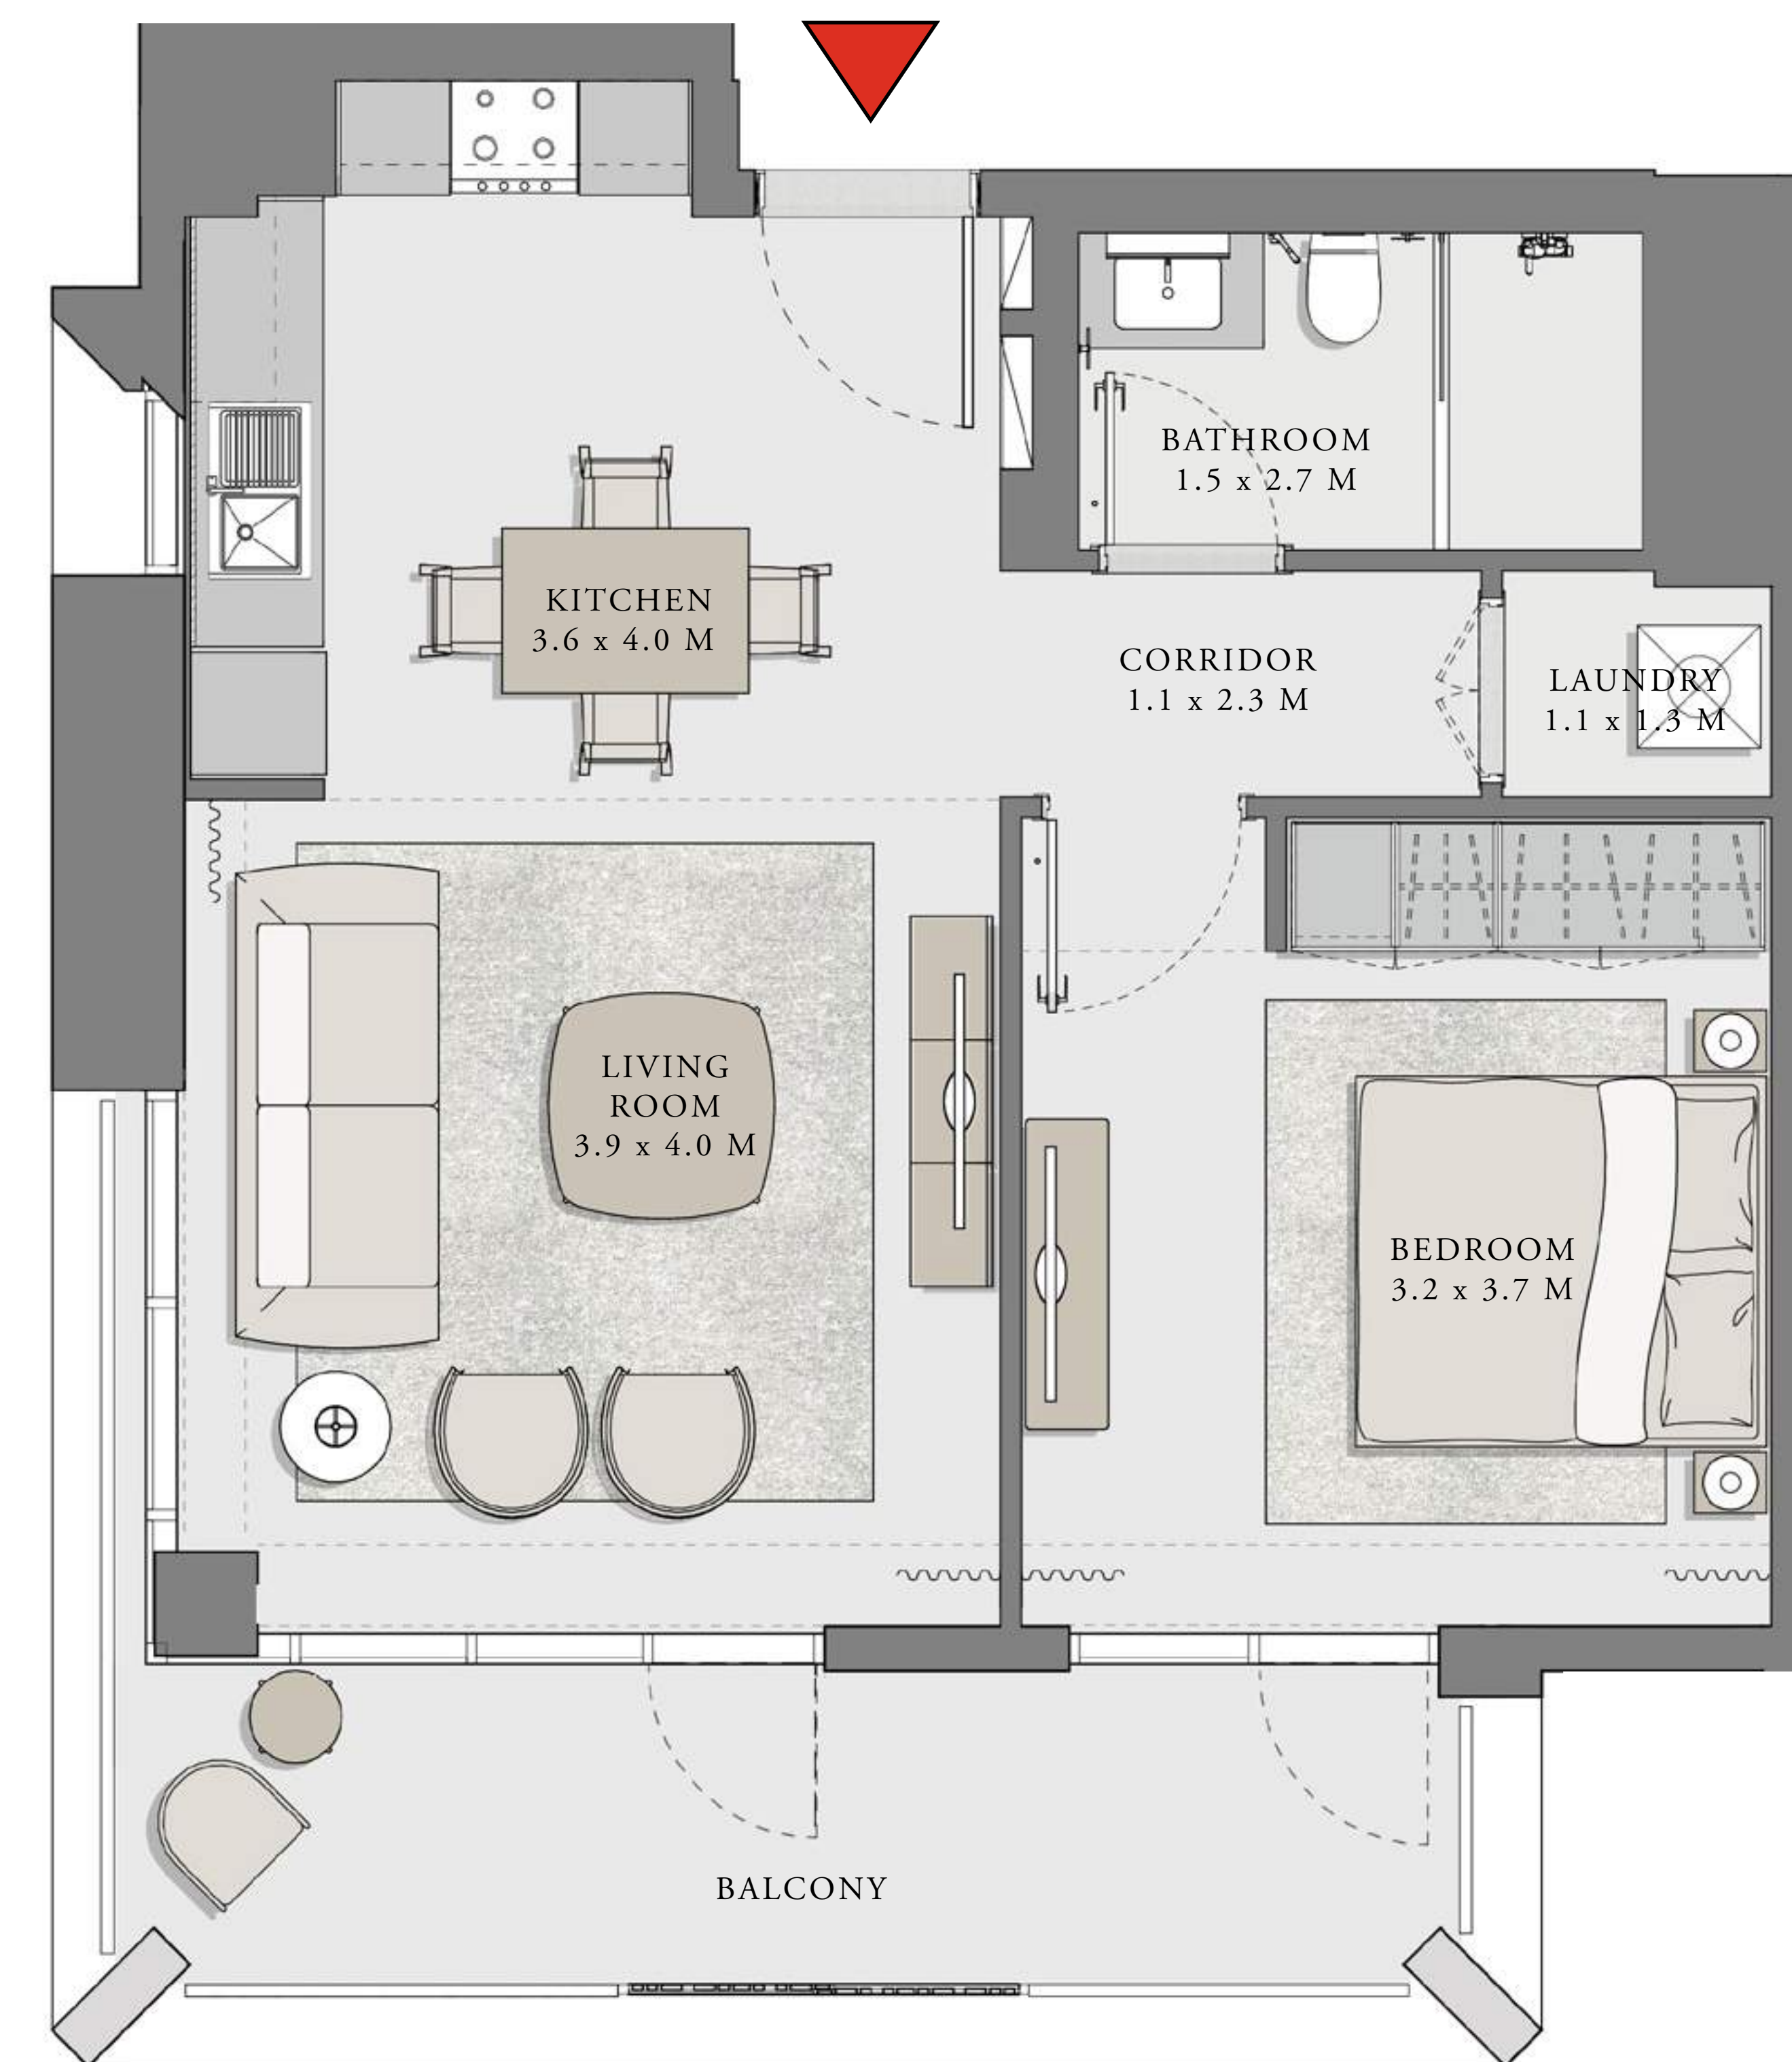 BATHROOM
1.5 x 2.7 M
KITCHEN
3.6 x 4.0 M
CORRIDOR
1.1 x 2.3 M
LAUNDRY
1.1 x 1.3 M
LIVING
ROOM
3.9 x 4.0 M
BEDROOM
3.2 x 3.7 M
BALCONY